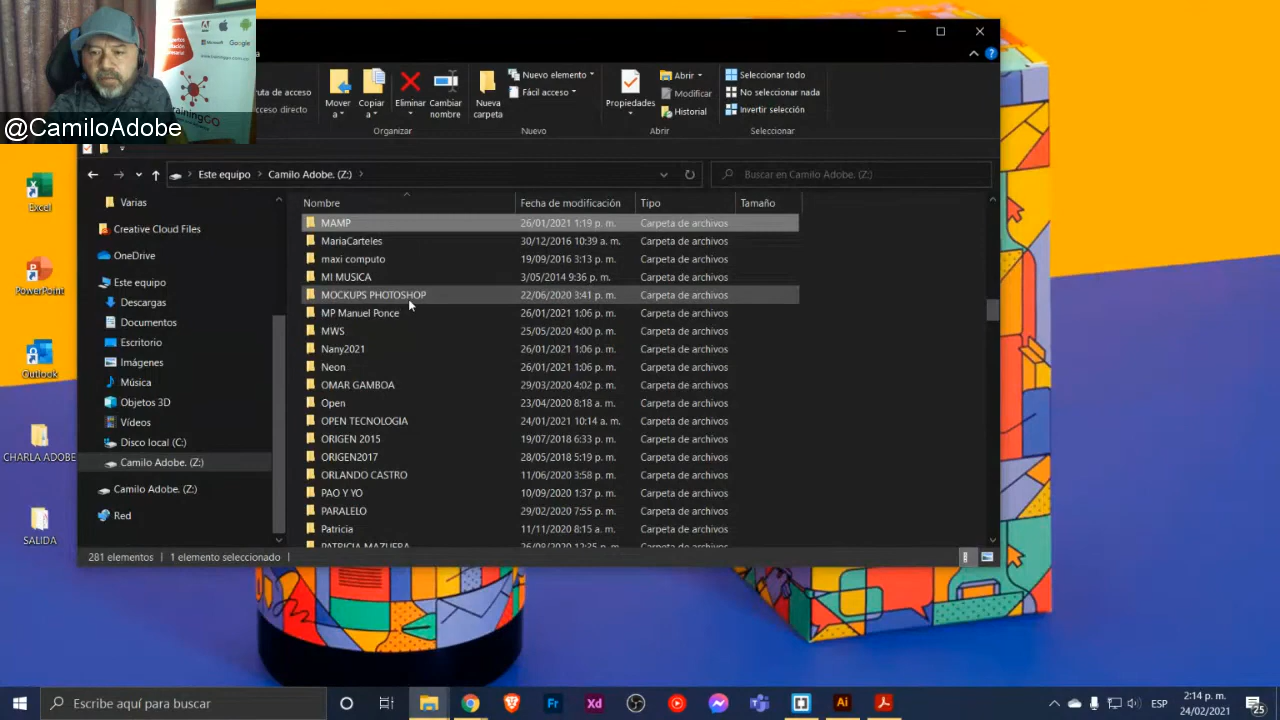 Microsoft
Google
www.traininggo.com.co
@CamiloAdobe
ruta de acceso
acceso directo
Mover a
Copiar a
Eliminar
Cambiar nombre
Organizar
Nueva carpeta
Nuevo elemento
Fácil acceso
Nuevo
Propiedades
Abrir
Modificar
Historial
Abrir
Seleccionar todo
No seleccionar nada
Invertir selección
Seleccionar
Este equipo > Camilo Adobe. (Z:) >
Buscar en Camilo Adobe. (Z:)
Varias
Creative Cloud Files
OneDrive
Este equipo
Descargas
Documentos
Escritorio
Imágenes
Música
Objetos 3D
Vídeos
Disco local (C:)
Camilo Adobe. (Z:)
Camilo Adobe. (Z:)
Red
Nombre Fecha de modificación Tipo Tamaño
MAMP 26/01/2021 1:19 p. m. Carpeta de archivos
MariaCarteles 30/12/2016 10:39 a. m. Carpeta de archivos
maxi computo 19/09/2016 3:13 p. m. Carpeta de archivos
MI MUSICA 3/05/2014 9:36 p. m. Carpeta de archivos
MOCKUPS PHOTOSHOP 22/06/2020 3:41 p. m. Carpeta de archivos
MP Manuel Ponce 26/01/2021 1:06 p. m. Carpeta de archivos
MWS 25/05/2020 4:00 p. m. Carpeta de archivos
Nany2021 26/01/2021 1:06 p. m. Carpeta de archivos
Neon 26/01/2021 1:06 p. m. Carpeta de archivos
OMAR GAMBOA 29/03/2020 4:02 p. m. Carpeta de archivos
Open 23/04/2020 8:18 a. m. Carpeta de archivos
OPEN TECNOLOGIA 24/01/2021 10:14 a. m. Carpeta de archivos
ORIGEN 2015 19/07/2018 6:33 p. m. Carpeta de archivos
ORIGEN2017 28/05/2018 5:19 p. m. Carpeta de archivos
ORLANDO CASTRO 11/06/2020 3:58 p. m. Carpeta de archivos
PAO Y YO 10/09/2020 1:37 p. m. Carpeta de archivos
PARALELO 29/02/2020 7:55 p. m. Carpeta de archivos
Patricia 11/11/2020 8:15 a. m. Carpeta de archivos
PATRICIA MAZUERA 26/08/2020 12:25 p. m. Carpeta de archivos
281 elementos 1 elemento seleccionado
Excel
PowerPoint
Outlook
CHARLA ADOBE
SALIDA
Escribe aquí para buscar
Fr
Xd
Ai
ESP
2:14 p. m.
24/02/2021
25